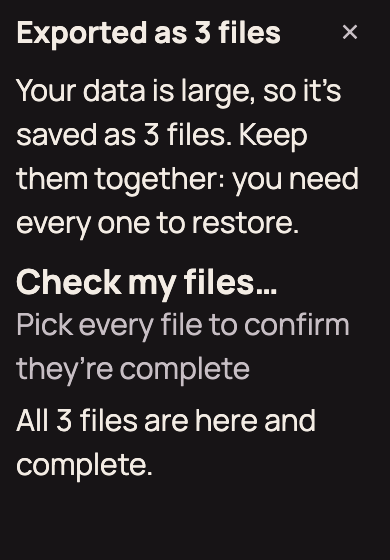 Exported as 3 files
Your data is large, so it’s
saved as 3 files. Keep
them together: you need
every one to restore.
Check my files…
Pick every file to confirm
they’re complete
All 3 files are here and
complete.